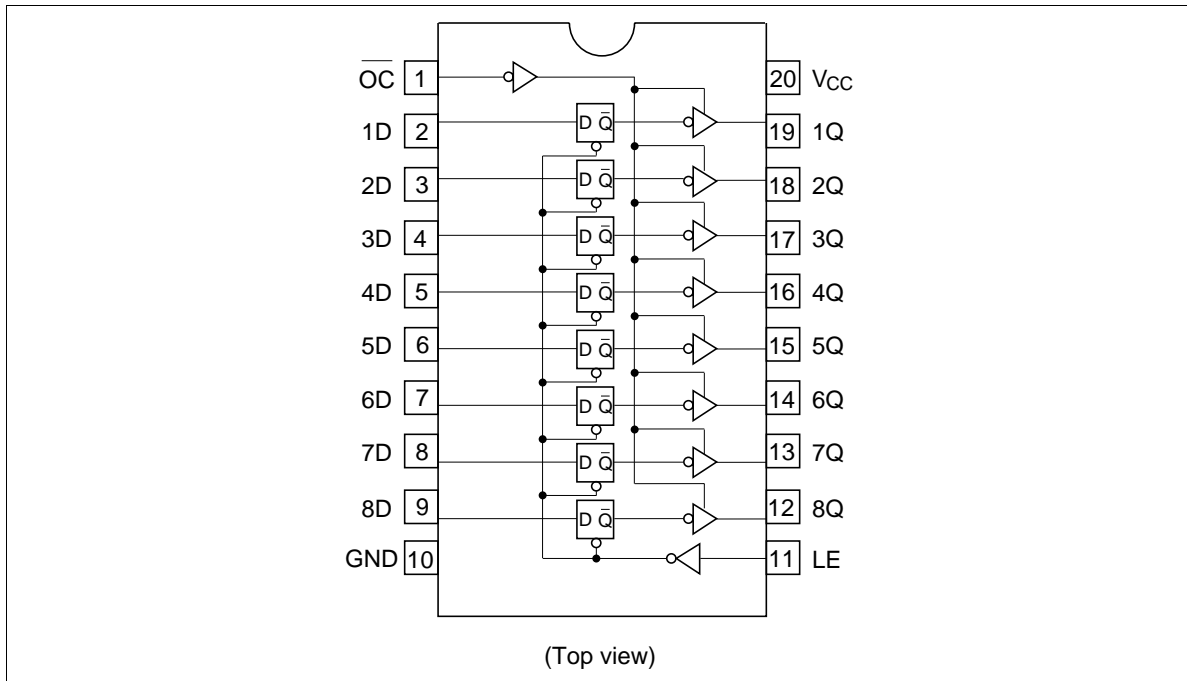 O̅C̅ 1 20 VCC
1D 2 D Q̅ 19 1Q
2D 3 D Q̅ 18 2Q
3D 4 D Q̅ 17 3Q
4D 5 D Q̅ 16 4Q
5D 6 D Q̅ 15 5Q
6D 7 D Q̅ 14 6Q
7D 8 D Q̅ 13 7Q
8D 9 D Q̅ 12 8Q
GND 10 11 LE
(Top view)